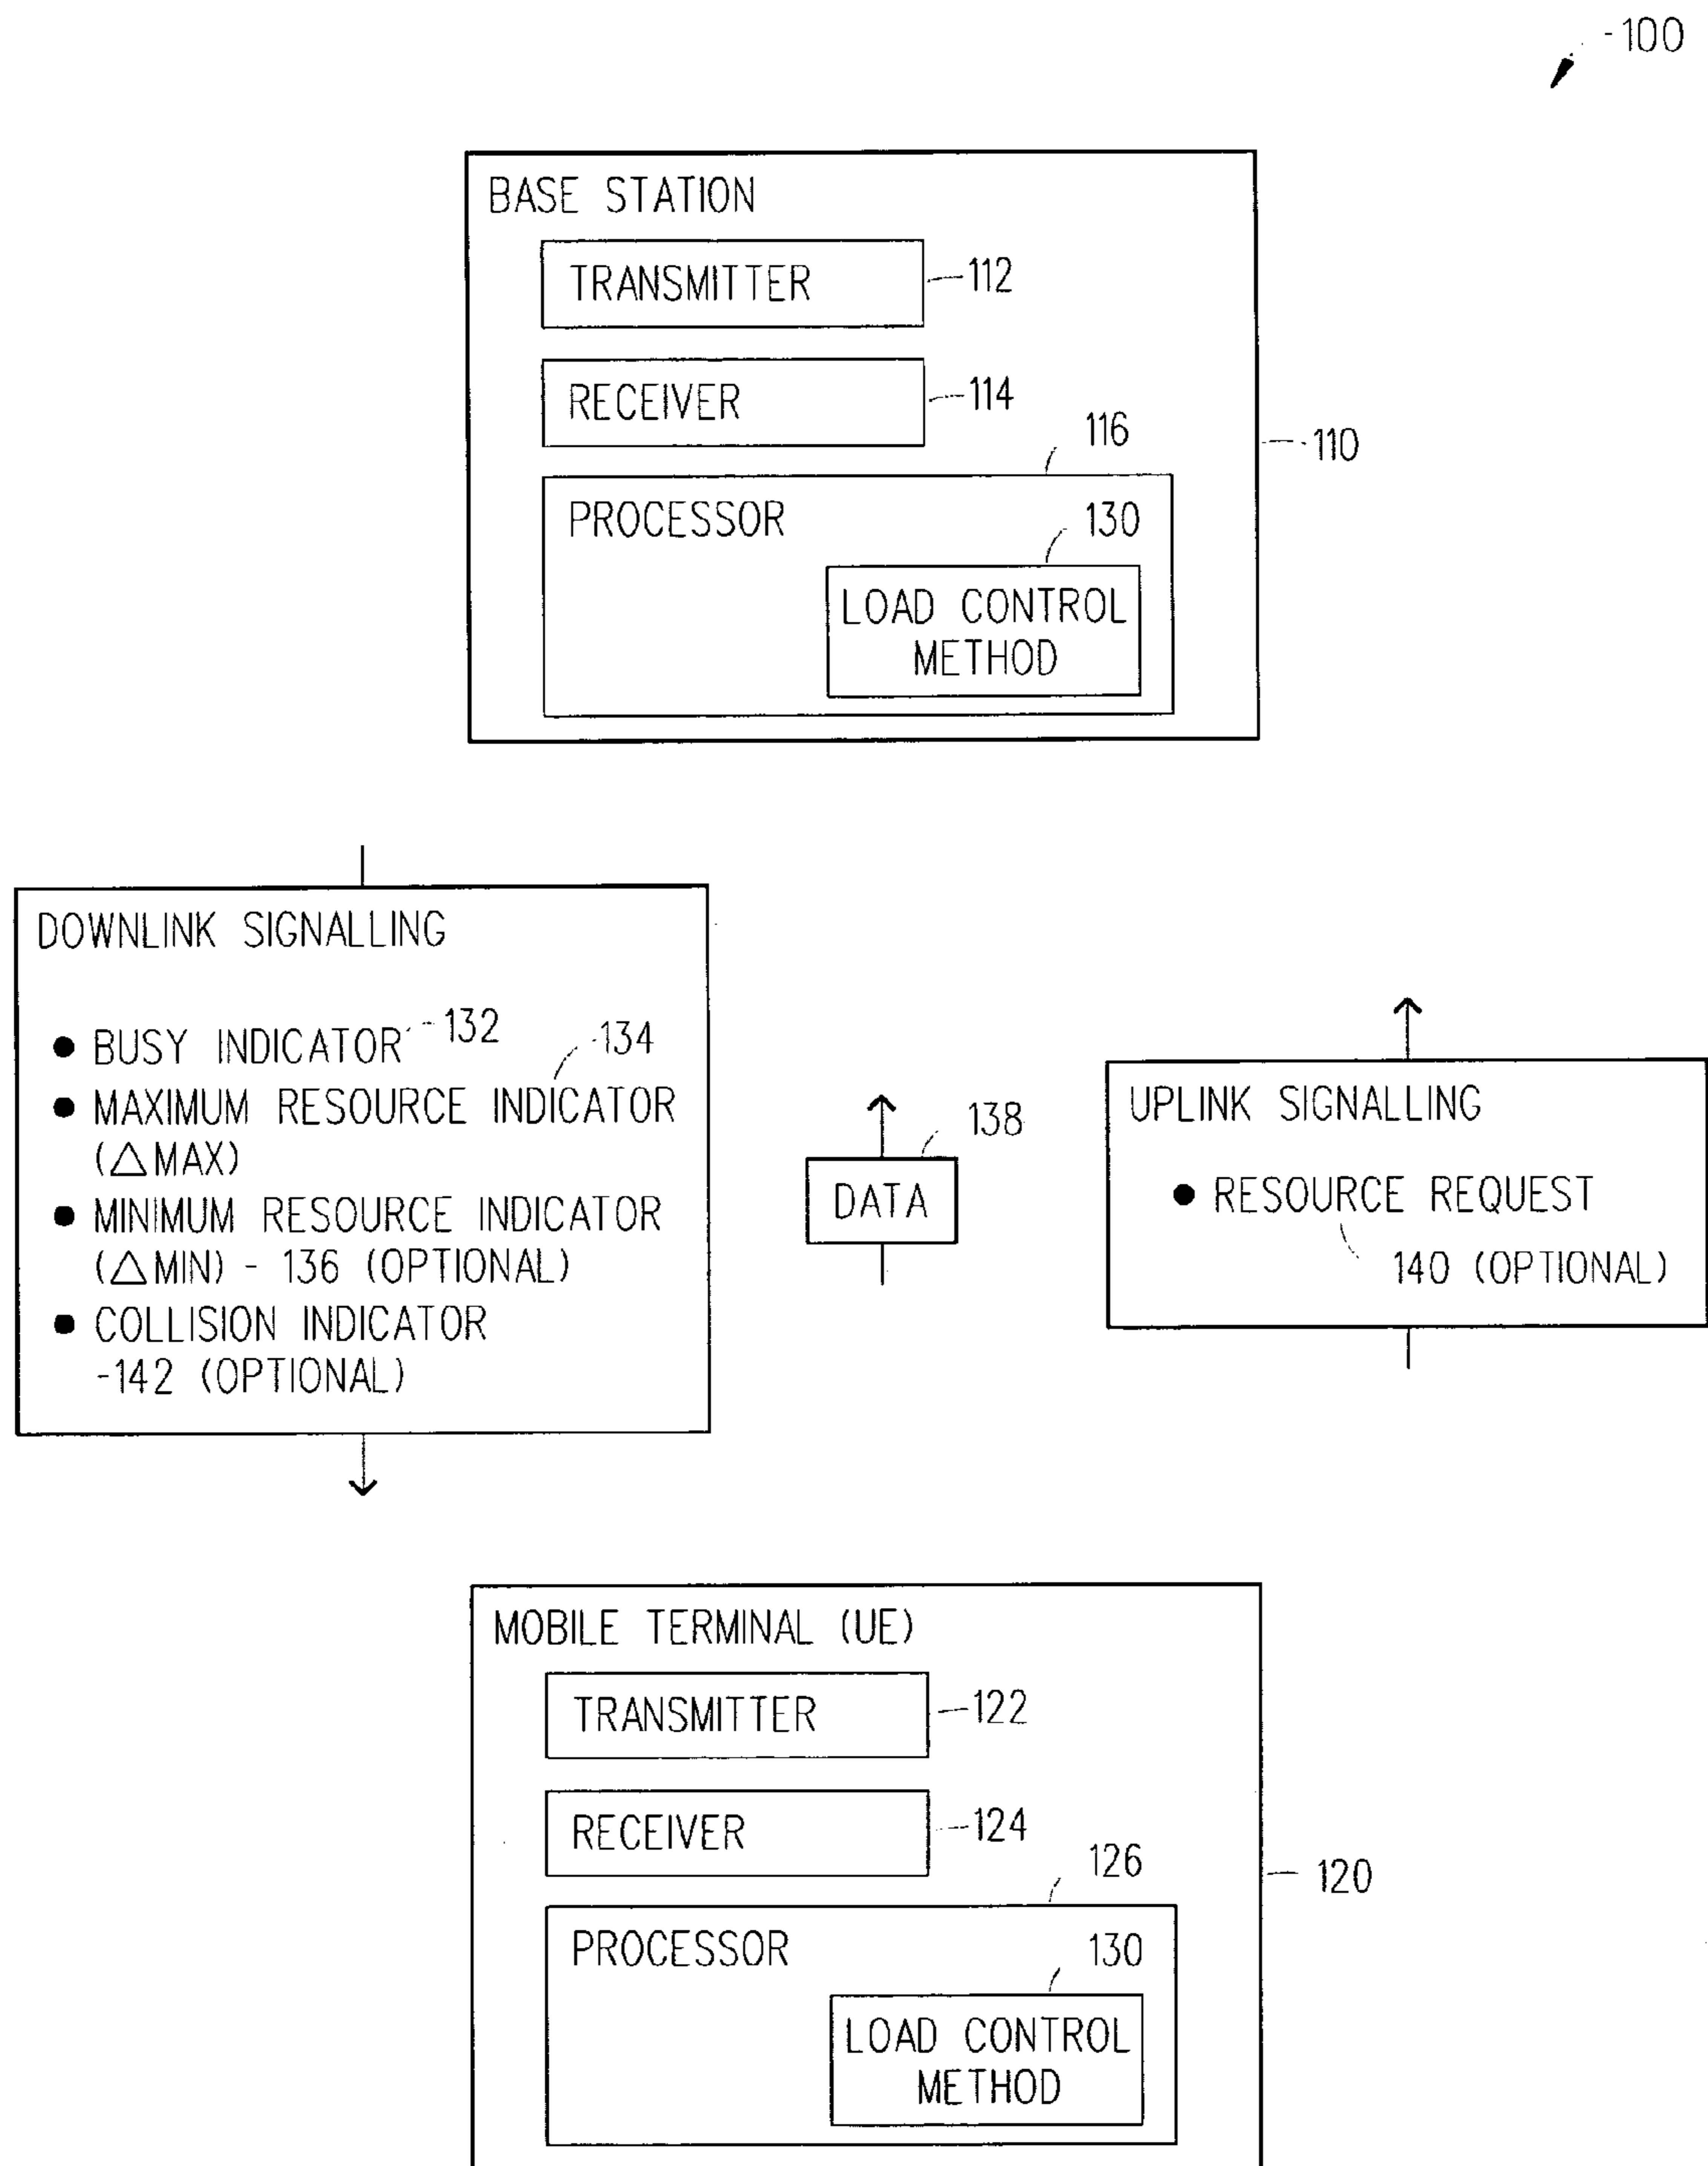 -100
BASE STATION
TRANSMITTER
112
RECEIVER
114
116
110
PROCESSOR
130
LOAD CONTROL
METHOD
DOWNLINK SIGNALLING
● BUSY INDICATOR -132
-134
● MAXIMUM RESOURCE INDICATOR
(△MAX)
● MINIMUM RESOURCE INDICATOR
(△MIN) - 136 (OPTIONAL)
● COLLISION INDICATOR
-142 (OPTIONAL)
138
DATA
UPLINK SIGNALLING
● RESOURCE REQUEST
140 (OPTIONAL)
MOBILE TERMINAL (UE)
TRANSMITTER
122
RECEIVER
124
126
120
PROCESSOR
130
LOAD CONTROL
METHOD